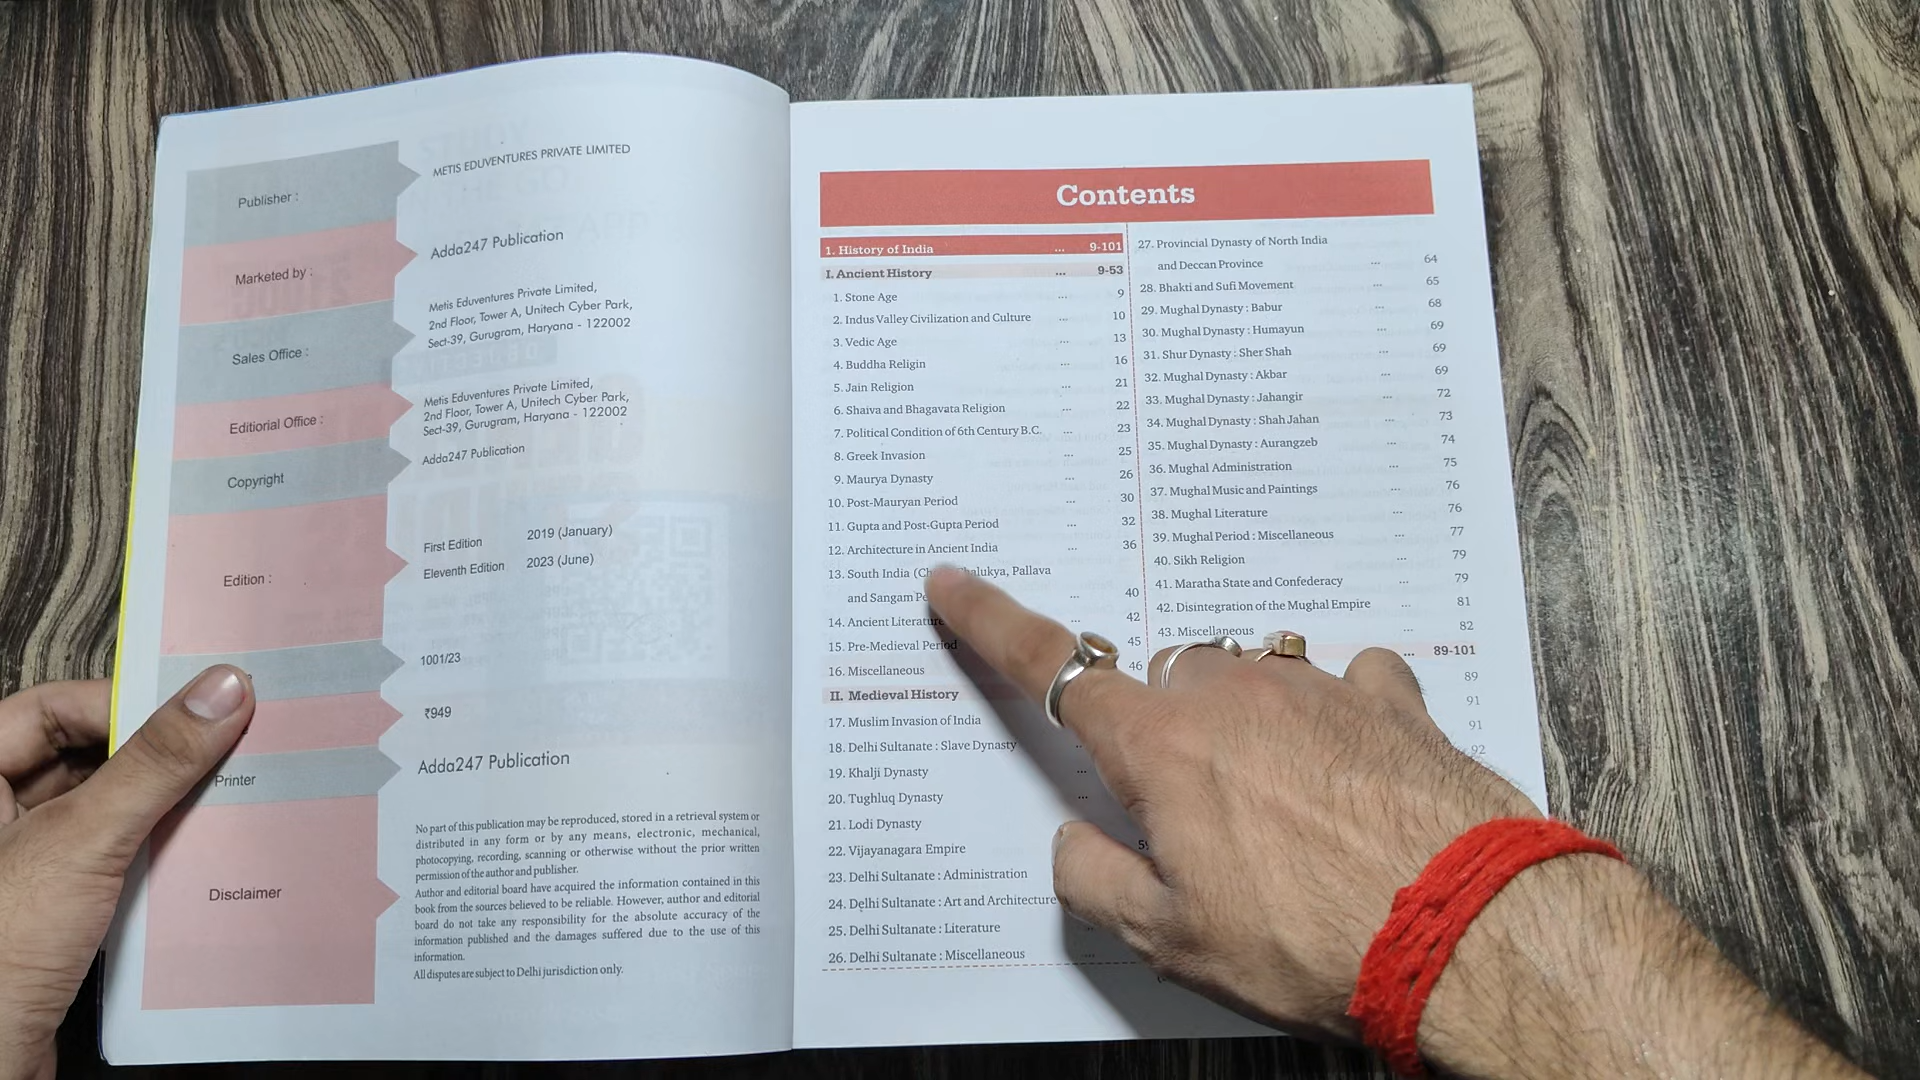 Publisher :
METIS EDUVENTURES PRIVATE LIMITED
Marketed by :
Adda247 Publication
Sales Office :
Metis Eduventures Private Limited,
2nd Floor, Tower A, Unitech Cyber Park,
Sect-39, Gurugram, Haryana - 122002
Editiorial Office :
Metis Eduventures Private Limited,
2nd Floor, Tower A, Unitech Cyber Park,
Sect-39, Gurugram, Haryana - 122002
Copyright
Adda247 Publication
Edition :
First Edition 2019 (January)
Eleventh Edition 2023 (June)
1001/23
₹949
Printer
Adda247 Publication
Disclaimer
No part of this publication may be reproduced, stored in a retrieval system or
distributed in any form or by any means, electronic, mechanical,
photocopying, recording, scanning or otherwise without the prior written
permission of the author and publisher.
Author and editorial board have acquired the information contained in this
book from the sources believed to be reliable. However, author and editorial
board do not take any responsibility for the absolute accuracy of the
information published and the damages suffered due to the use of this
information.
All disputes are subject to Delhi jurisdiction only.
Contents
1. History of India ... 9-101
I. Ancient History ... 9-53
1. Stone Age ... 9
2. Indus Valley Civilization and Culture ... 10
3. Vedic Age ... 13
4. Buddha Religin ... 16
5. Jain Religion ... 21
6. Shaiva and Bhagavata Religion ... 22
7. Political Condition of 6th Century B.C. ... 23
8. Greek Invasion ... 25
9. Maurya Dynasty ... 26
10. Post-Mauryan Period ... 30
11. Gupta and Post-Gupta Period ... 32
12. Architecture in Ancient India ... 36
13. South India Chalukya, Pallava
and Sangam ... 40
14. Ancient Literature ... 42
15. Pre-Medieval Period 45
16. Miscellaneous 46
II. Medieval History
17. Muslim Invasion of India
18. Delhi Sultanate : Slave Dynasty ...
19. Khalji Dynasty ...
20. Tughluq Dynasty ...
21. Lodi Dynasty
22. Vijayanagara Empire
23. Delhi Sultanate : Administration
24. Delhi Sultanate : Art and Architecture
25. Delhi Sultanate : Literature
26. Delhi Sultanate : Miscellaneous ...
27. Provincial Dynasty of North India
and Deccan Province ... 64
28. Bhakti and Sufi Movement ... 65
29. Mughal Dynasty : Babur ... 68
30. Mughal Dynasty : Humayun ... 69
31. Shur Dynasty : Sher Shah ... 69
32. Mughal Dynasty : Akbar ... 69
33. Mughal Dynasty : Jahangir ... 72
34. Mughal Dynasty : Shah Jahan ... 73
35. Mughal Dynasty : Aurangzeb ... 74
36. Mughal Administration ... 75
37. Mughal Music and Paintings ... 76
38. Mughal Literature ... 76
39. Mughal Period : Miscellaneous ... 77
40. Sikh Religion ... 79
41. Maratha State and Confederacy ... 79
42. Disintegration of the Mughal Empire ... 81
43. Miscellaneous ... 82
... 89-101
89
91
91
92